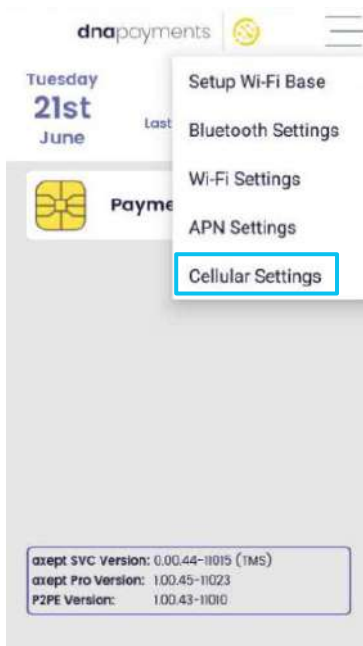 dnapayments
Tuesday
21st
June
Last
Payme
Setup Wi-Fi Base
Bluetooth Settings
Wi-Fi Settings
APN Settings
Cellular Settings
axept SVC Version: 0.00.44-11015 (TMS)
axept Pro Version: 1.00.45-11023
P2PE Version: 1.00.43-11010